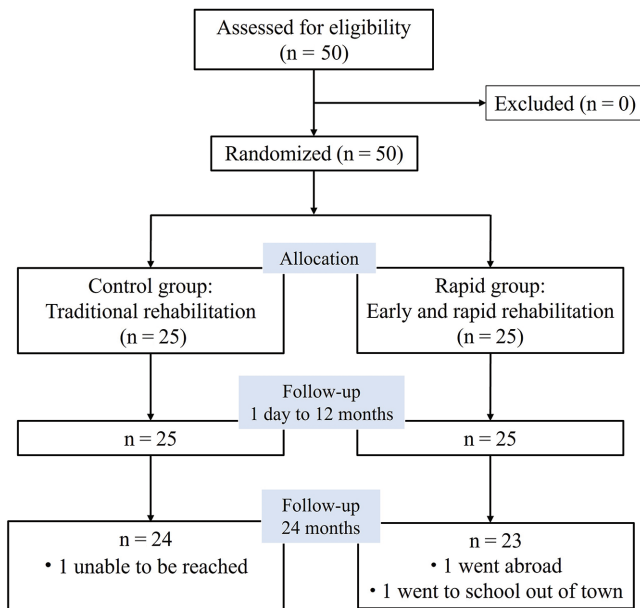 Assessed for eligibility
(n = 50)
Excluded (n = 0)
Randomized (n = 50)
Allocation
Control group:
Traditional rehabilitation
(n = 25)
Rapid group:
Early and rapid rehabilitation
(n = 25)
Follow-up
1 day to 12 months
n = 25
n = 25
Follow-up
24 months
n = 24
• 1 unable to be reached
n = 23
• 1 went abroad
• 1 went to school out of town